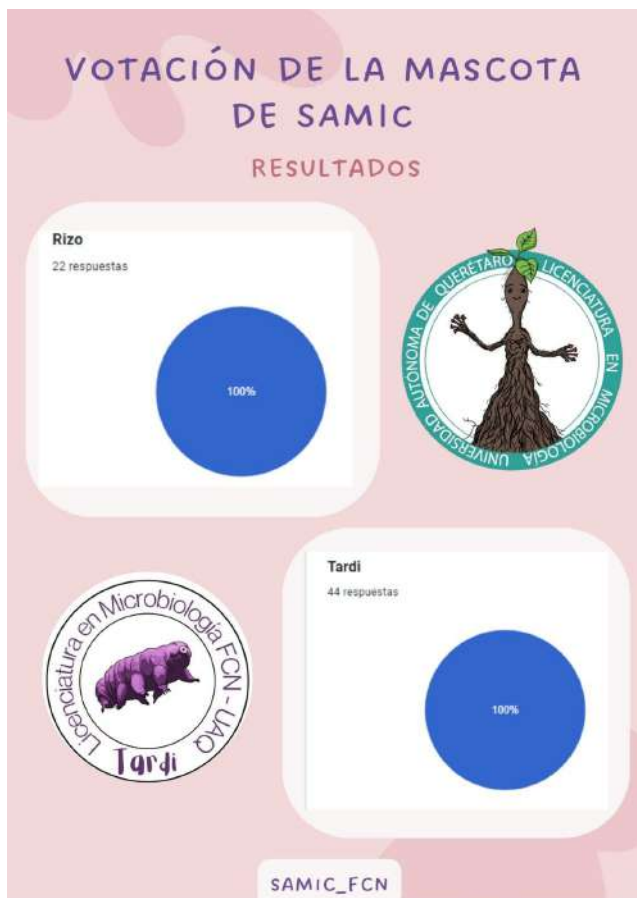 VOTACIÓN DE LA MASCOTA
DE SAMIC
RESULTADOS
Rizo
22 respuestas
100%
UNIVERSIDAD AUTÓNOMA DE QUERÉTARO LICENCIATURA EN MICROBIOLOGÍA
Licenciatura en Microbiología FCN - UAQ
Tardi
Tardi
44 respuestas
100%
SAMIC_FCN